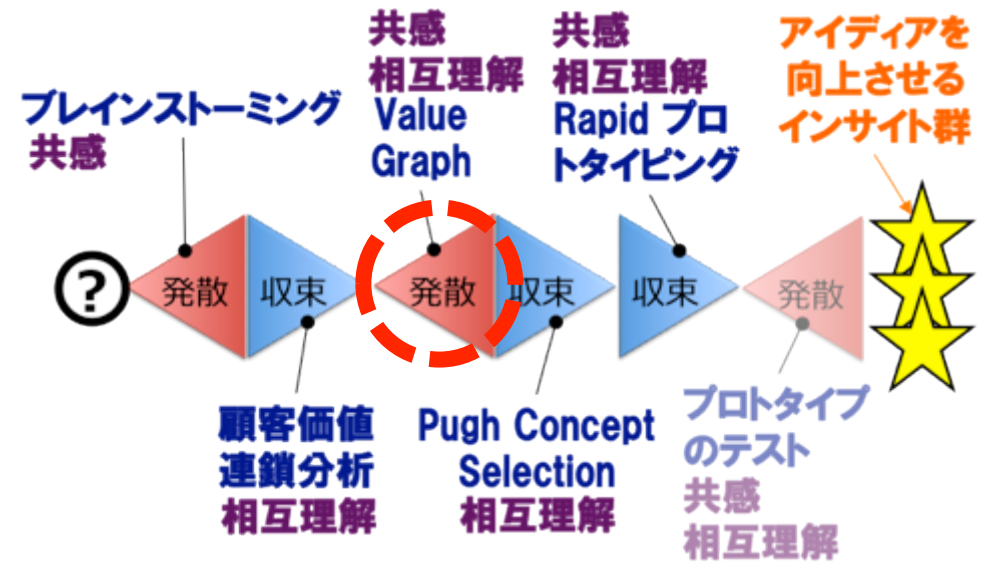 ブレインストーミング
共感
共感
相互理解
Value
Graph
共感
相互理解
Rapid プロ
トタイピング
アイディアを
向上させる
インサイト群
?
発散
収束
発散
収束
収束
発散
顧客価値
連鎖分析
相互理解
Pugh Concept
Selection
相互理解
プロトタイプ
のテスト
共感
相互理解